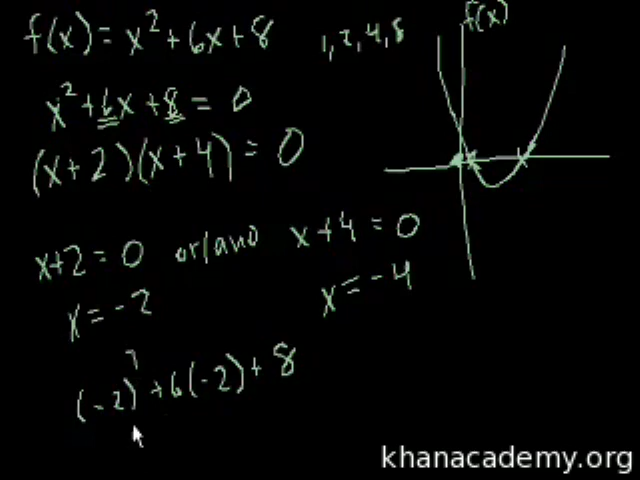 f(x) = x² + 6x + 8
1, 2, 4, 8
f(x)
x² + 6x + 8 = 0
(x + 2)(x + 4) = 0
x + 2 = 0 or/and x + 4 = 0
x = -2
x = -4
(-2)² + 6(-2) + 8
khanacademy.org